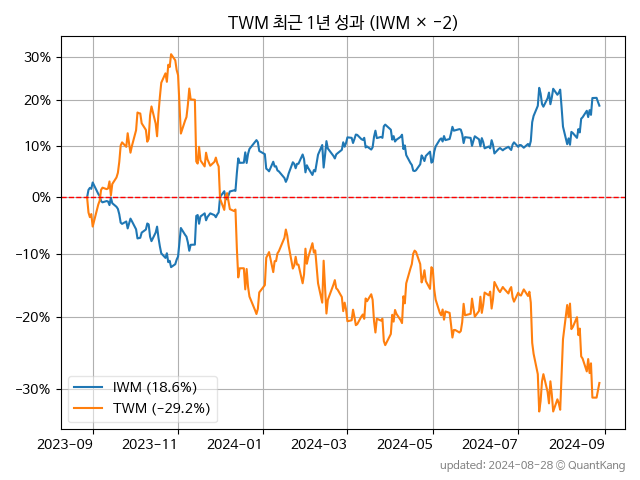 TWM 최근 1년 성과 (IWM × −2)
30%
20%
10%
0%
−10%
−20%
−30%
IWM (18.6%)
TWM (−29.2%)
2023-09 2023-11 2024-01 2024-03 2024-05 2024-07 2024-09
updated: 2024-08-28 © QuantKang